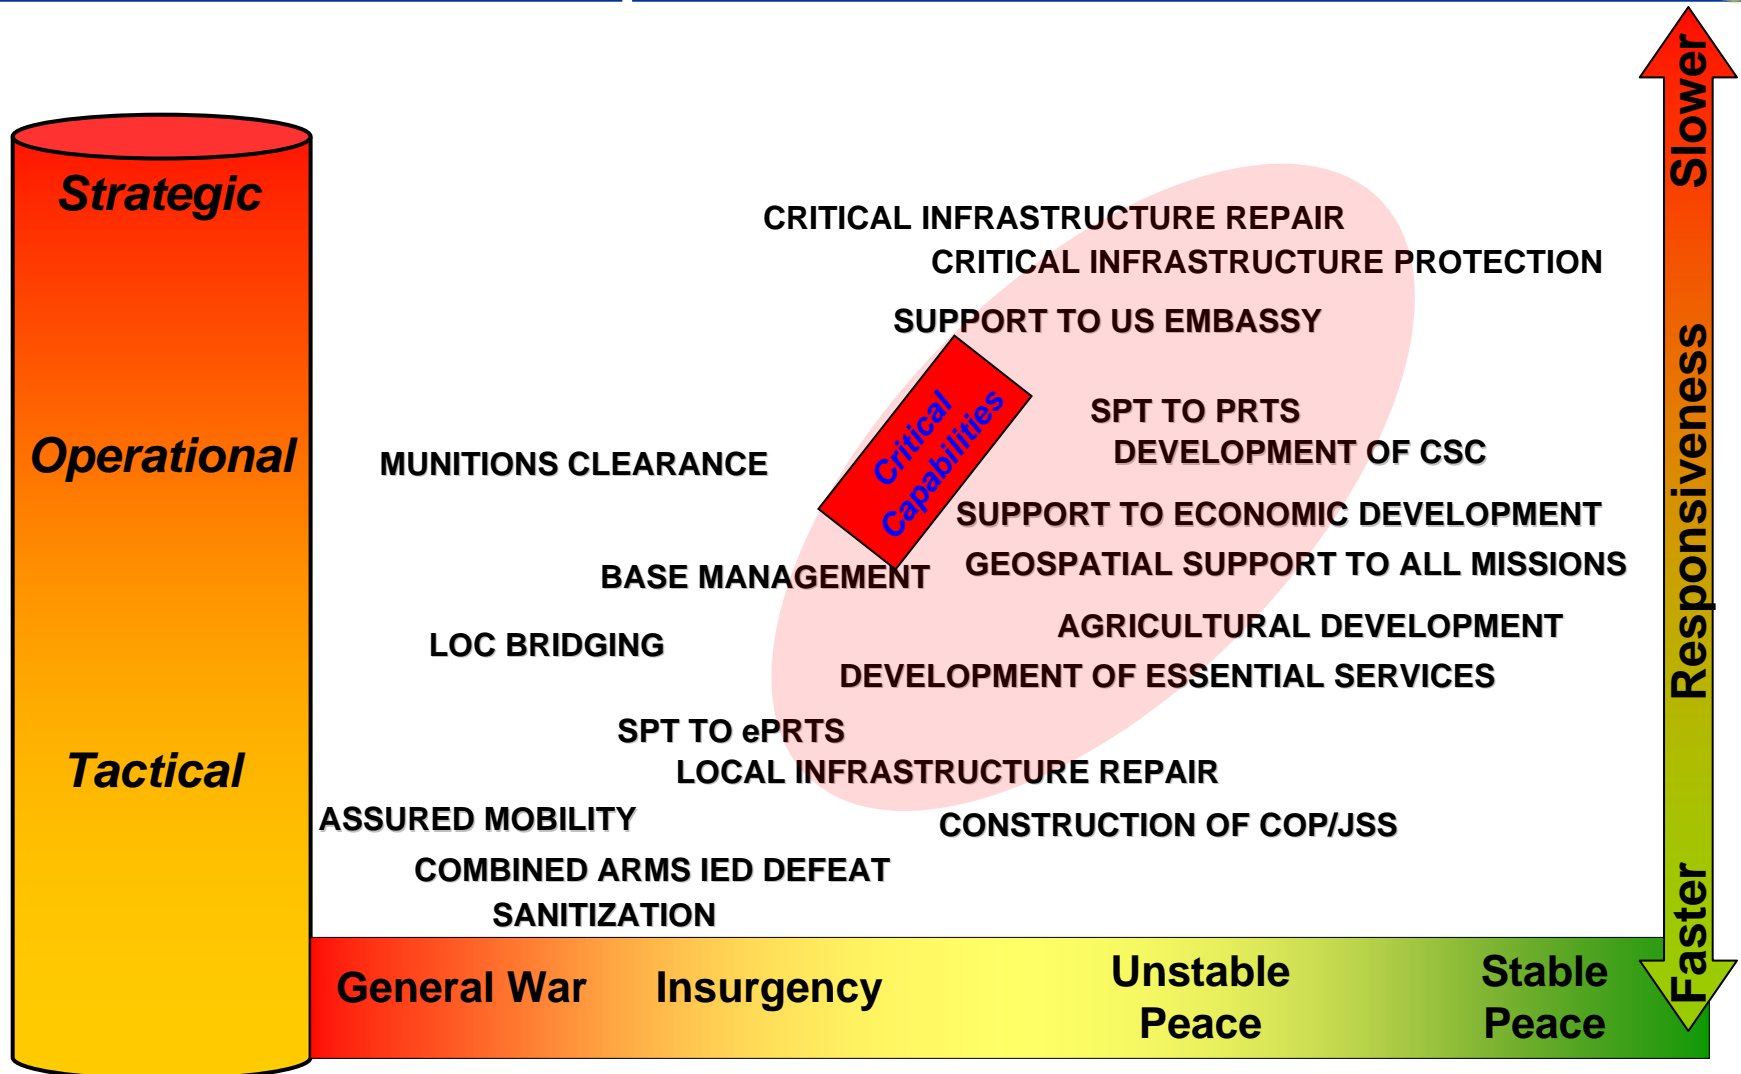 Slower
Strategic
CRITICAL INFRASTRUCTURE REPAIR
CRITICAL INFRASTRUCTURE PROTECTION
SUPPORT TO US EMBASSY
Critical
Capabilities
SPT TO PRTS
DEVELOPMENT OF CSC
Operational
MUNITIONS CLEARANCE
Responsiveness
SUPPORT TO ECONOMIC DEVELOPMENT
GEOSPATIAL SUPPORT TO ALL MISSIONS
BASE MANAGEMENT
AGRICULTURAL DEVELOPMENT
LOC BRIDGING
DEVELOPMENT OF ESSENTIAL SERVICES
SPT TO ePRTS
LOCAL INFRASTRUCTURE REPAIR
Tactical
ASSURED MOBILITY
CONSTRUCTION OF COP/JSS
COMBINED ARMS IED DEFEAT
SANITIZATION
Faster
General War
Insurgency
Unstable
Peace
Stable
Peace